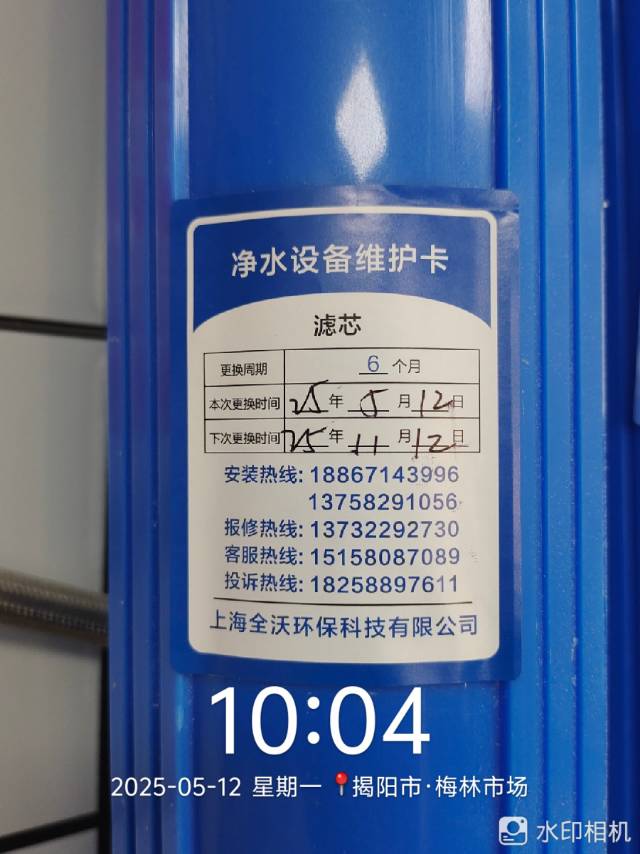 净水设备维护卡
滤芯
更换周期 6 个月
本次更换时间 25 年 5 月 12 日
下次更换时间 25 年 11 月 12 日
安装热线: 18867143996
13758291056
报修热线: 13732292730
客服热线: 15158087089
投诉热线: 18258897611
上海全沃环保科技有限公司
10:04
2025-05-12 星期一 📍揭阳市·梅林市场
水印相机